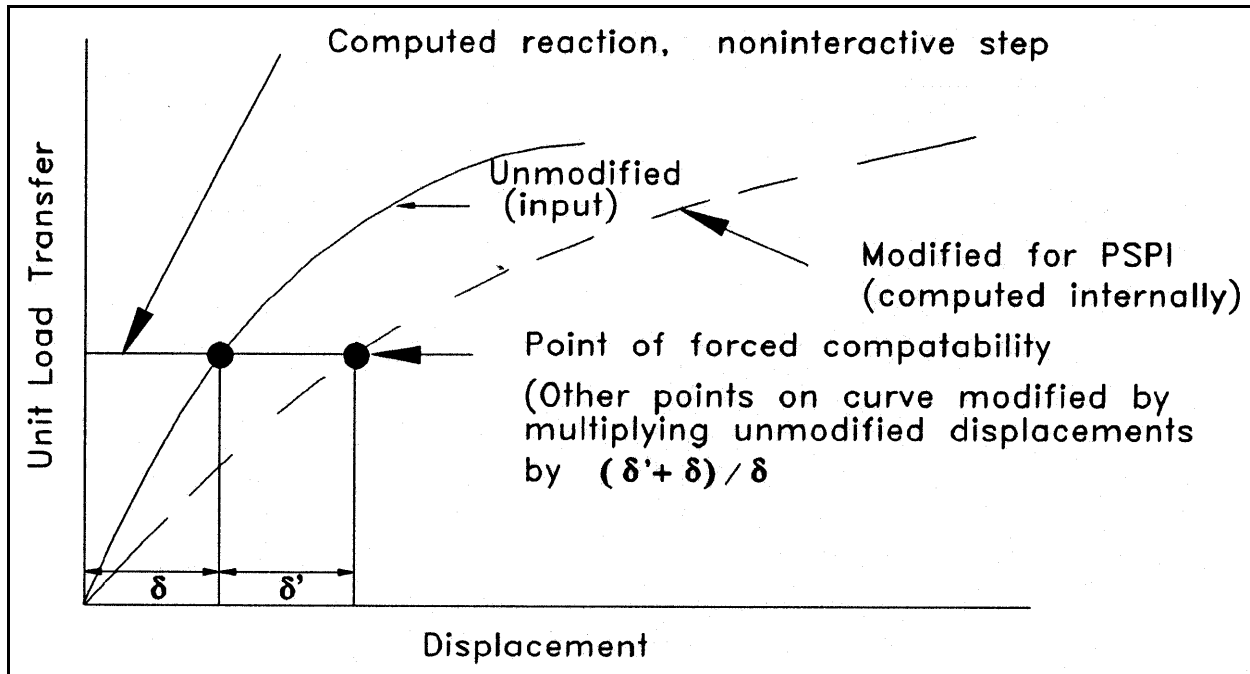 Computed reaction, noninteractive step
Unit Load Transfer
Unmodified
(input)
Modified for PSPI
(computed internally)
Point of forced compatability
(Other points on curve modified by
multiplying unmodified displacements
by (δ'+ δ) / δ
δ
δ'
Displacement